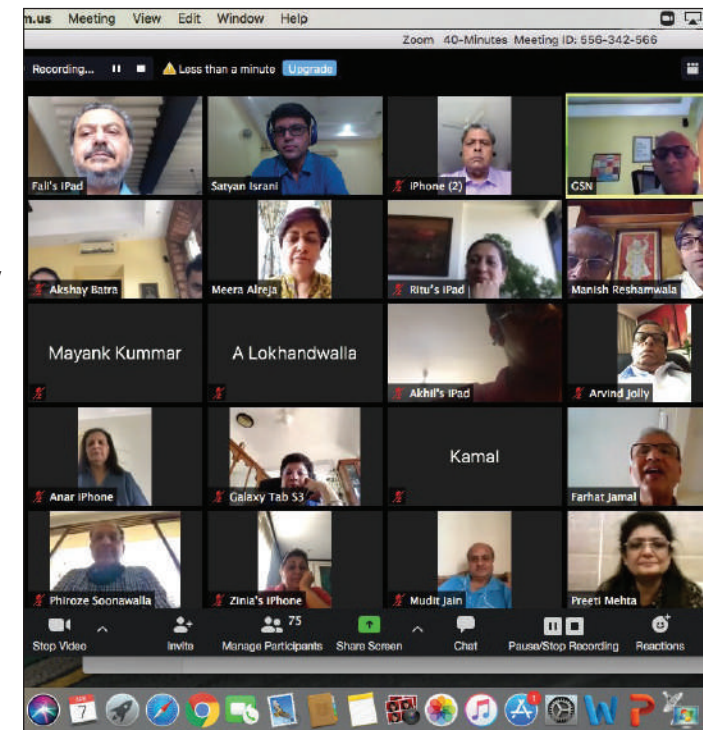 m.us Meeting View Edit Window Help
Zoom 40-Minutes Meeting ID: 556-342-566
Recording... Less than a minute Upgrade
Fali's iPad Satyan Israni iPhone (2) GSN
Akshay Batra Meera Alreja Ritu's iPad Manish Reshamwala
Mayank Kummar A Lokhandwalla Akhil's iPad Arvind Jolly
Anar iPhone Galaxy Tab S3 Kamal Farhat Jamal
Phiroze Soonawalla Zinia's iPhone Mudit Jain Preeti Mehta
75
Stop Video Invite Manage Participants Share Screen Chat Pause/Stop Recording Reactions
7 1 W P